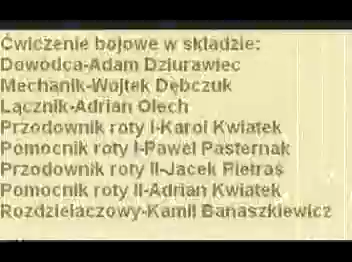 Ćwiczenie bojowe w składzie:
Dowódca-Adam Dziurawiec
Mechanik-Wojtek Dębczuk
Łącznik-Adrian Olech
Przodownik roty I-Karol Kwiatek
Pomocnik roty I-Paweł Pasternak
Przodownik roty II-Jacek Pietras
Pomocnik roty II-Adrian Kwiatek
Rozdzielaczowy-Kamil Banaszkiewicz